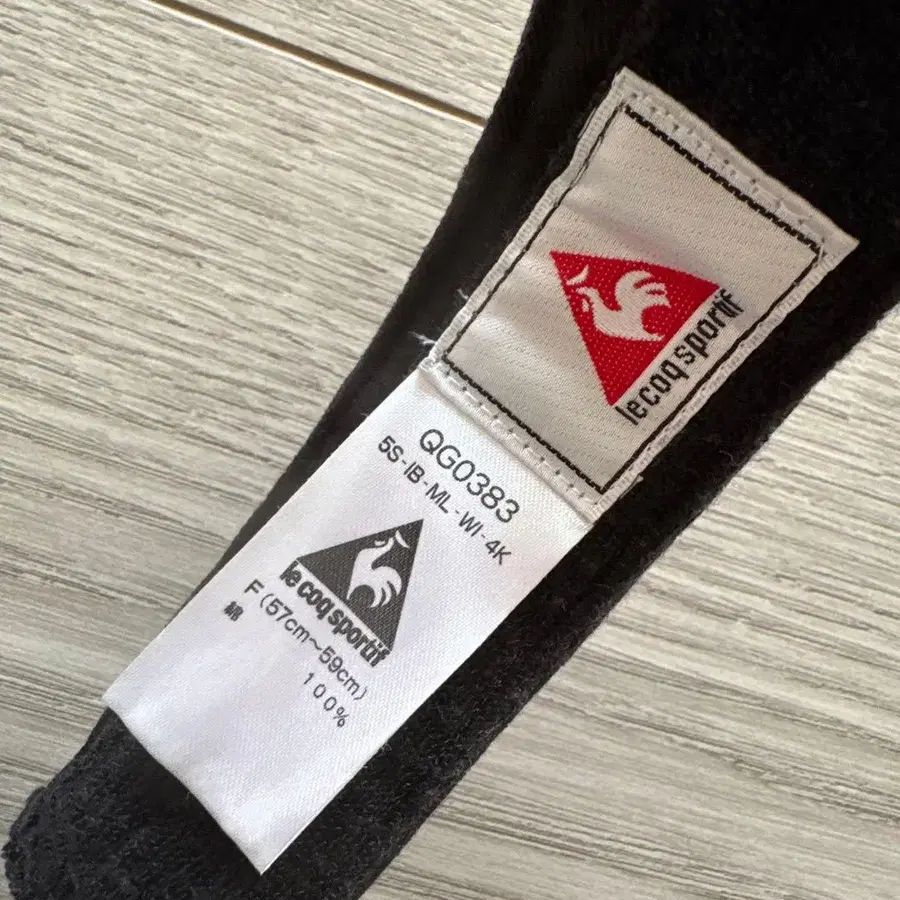 le coq sportif
QG0383
5S-IB-ML-WI-4K
le coq sportif
F(57cm～59cm)
綿 100%